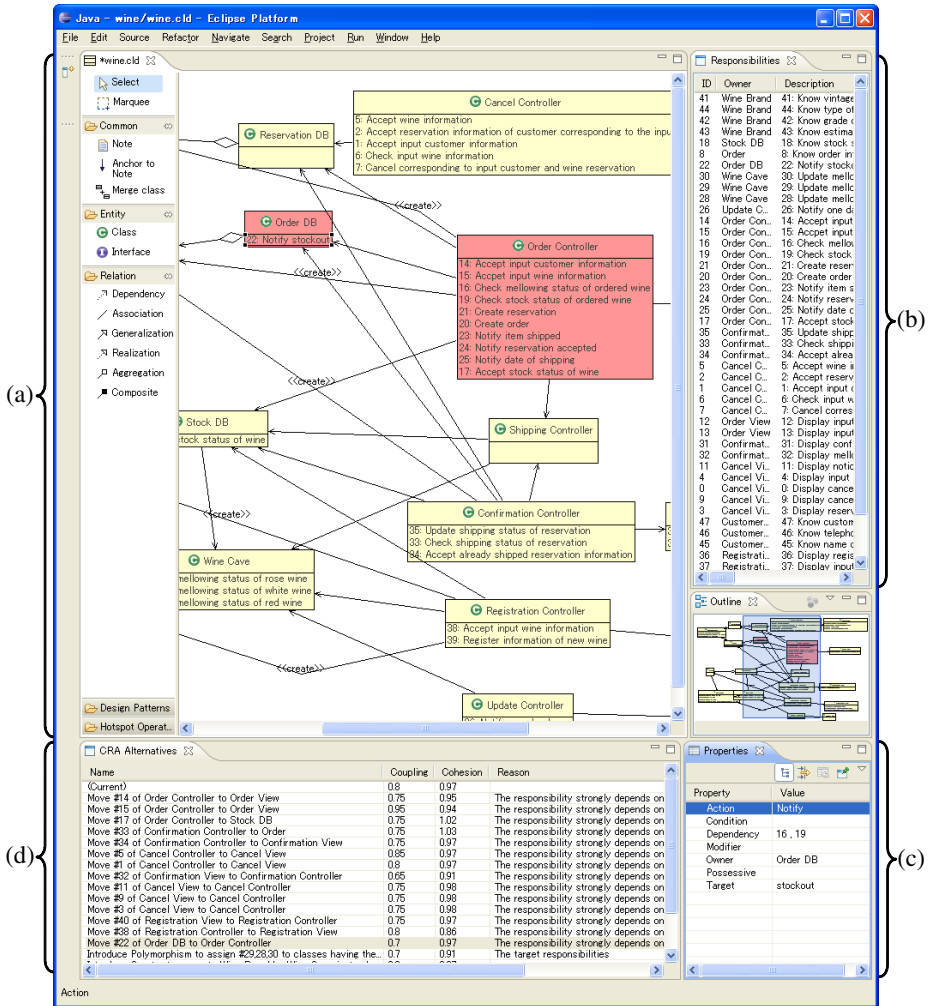 Java - wine/wine.cld - Eclipse Platform
File Edit Source Refactor Navigate Search Project Run Window Help
*wine.cld
Select
Marquee
Common
Note
Anchor to
Note
Merge class
Entity
Class
Interface
Relation
Dependency
Association
Generalization
Realization
Aggregation
Composite
Design Patterns
Hotspot Operat...
(a)
Cancel Controller
5: Accept wine information
2: Accept reservation information of customer corresponding to the inpu
1: Accept input customer information
6: Check input wine information
7: Cancel corresponding to input customer and wine reservation
Reservation DB
<<create>>
Order DB
22: Notify stockout
<<create>>
Order Controller
14: Accept input customer information
15: Accpet input wine information
16: Check mellowing status of ordered wine
19: Check stock status of ordered wine
21: Create reservation
20: Create order
23: Notify item shipped
24: Notify reservation accepted
25: Notify date of shipping
17: Accept stock status of wine
<<create>>
Stock DB
stock status of wine
Shipping Controller
<<create>>
Confirmation Controller
35: Update shipping status of reservation
33: Check shipping status of reservation
34: Accept already shipped reservation information
Wine Cave
mellowing status of rose wine
mellowing status of white wine
mellowing status of red wine
Registration Controller
38: Accept input wine information
39: Register information of new wine
<<create>>
Update Controller
Responsibilities
ID Owner Description
41 Wine Brand 41: Know vintage
44 Wine Brand 44: Know type of
42 Wine Brand 42: Know grade o
43 Wine Brand 43: Know estima
18 Stock DB 18: Know stock s
8 Order 8: Know order in
22 Order DB 22: Notify stocko
30 Wine Cave 30: Update mello
29 Wine Cave 29: Update mello
28 Wine Cave 28: Update mello
26 Update C... 26: Notify one da
14 Order Con... 14: Accept input
15 Order Con... 15: Accpet input
16 Order Con... 16: Check mellow
19 Order Con... 19: Check stock
21 Order Con... 21: Create reser
20 Order Con... 20: Create order
23 Order Con... 23: Notify item s
24 Order Con... 24: Notify reserv
25 Order Con... 25: Notify date o
17 Order Con... 17: Accept stock
35 Confirmat... 35: Update shipp
33 Confirmat... 33: Check shippi
34 Confirmat... 34: Accept alrea
5 Cancel C... 5: Accept wine i
2 Cancel C... 2: Accept reserv
1 Cancel C... 1: Accept input c
6 Cancel C... 6: Check input w
7 Cancel C... 7: Cancel corres
12 Order View 12: Display input
13 Order View 13: Display input
31 Confirmat... 31: Display conf
32 Confirmat... 32: Display mello
11 Cancel Vi... 11: Display notic
4 Cancel Vi... 4: Display input
0 Cancel Vi... 0: Display cance
9 Cancel Vi... 9: Display cance
3 Cancel Vi... 3: Display reserv
47 Customer... 47: Know custom
46 Customer... 46: Know telepho
45 Customer... 45: Know name o
36 Registrati... 36: Display regis
37 Registrati... 37: Display input
(b)
Outline
CRA Alternatives
Name Coupling Cohesion Reason
(Current) 0.8 0.97
Move #14 of Order Controller to Order View 0.75 0.95 The responsibility strongly depends on
Move #15 of Order Controller to Order View 0.95 0.94 The responsibility strongly depends on
Move #17 of Order Controller to Stock DB 0.75 1.02 The responsibility strongly depends on
Move #33 of Confirmation Controller to Order 0.75 1.03 The responsibility strongly depends on
Move #34 of Confirmation Controller to Confirmation View 0.75 0.97 The responsibility strongly depends on
Move #5 of Cancel Controller to Cancel View 0.85 0.97 The responsibility strongly depends on
Move #1 of Cancel Controller to Cancel View 0.8 0.97 The responsibility strongly depends on
Move #32 of Confirmation View to Confirmation Controller 0.65 0.91 The responsibility strongly depends on
Move #11 of Cancel View to Cancel Controller 0.75 0.98 The responsibility strongly depends on
Move #9 of Cancel View to Cancel Controller 0.75 0.98 The responsibility strongly depends on
Move #3 of Cancel View to Cancel Controller 0.75 0.98 The responsibility strongly depends on
Move #40 of Registration View to Registration Controller 0.75 0.97 The responsibility strongly depends on
Move #38 of Registration Controller to Registration View 0.8 0.86 The responsibility strongly depends on
Move #22 of Order DB to Order Controller 0.7 0.97 The responsibility strongly depends on
Introduce Polymorphism to assign #29,28,30 to classes having the... 0.7 0.91 The target responsibilities
(d)
Properties
Property Value
Action Notify
Condition
Dependency 16 , 19
Modifier
Owner Order DB
Possessive
Target stockout
(c)
Action